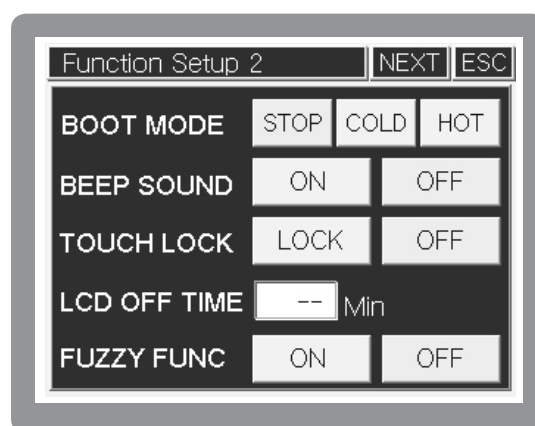 Function Setup 2 NEXT ESC
BOOT MODE STOP COLD HOT
BEEP SOUND ON OFF
TOUCH LOCK LOCK OFF
LCD OFF TIME -- Min
FUZZY FUNC ON OFF